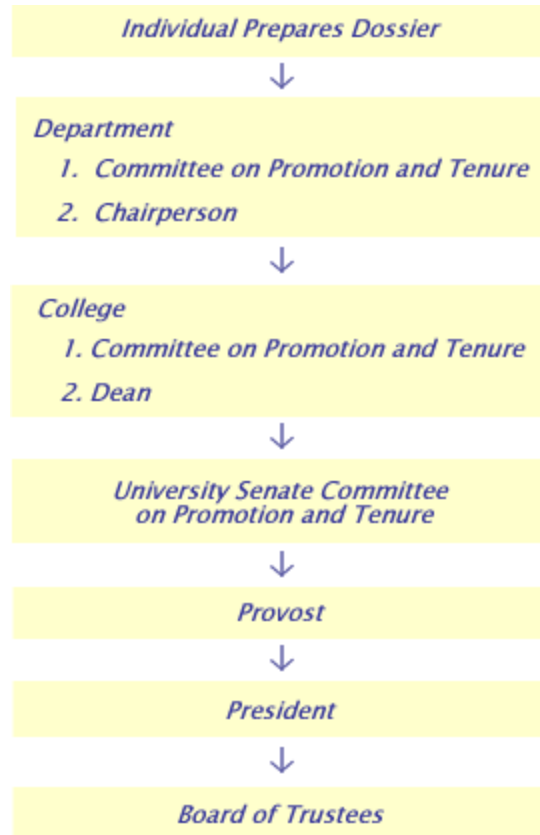 Individual Prepares Dossier
↓
Department
1. Committee on Promotion and Tenure
2. Chairperson
↓
College
1. Committee on Promotion and Tenure
2. Dean
↓
University Senate Committee
on Promotion and Tenure
↓
Provost
↓
President
↓
Board of Trustees